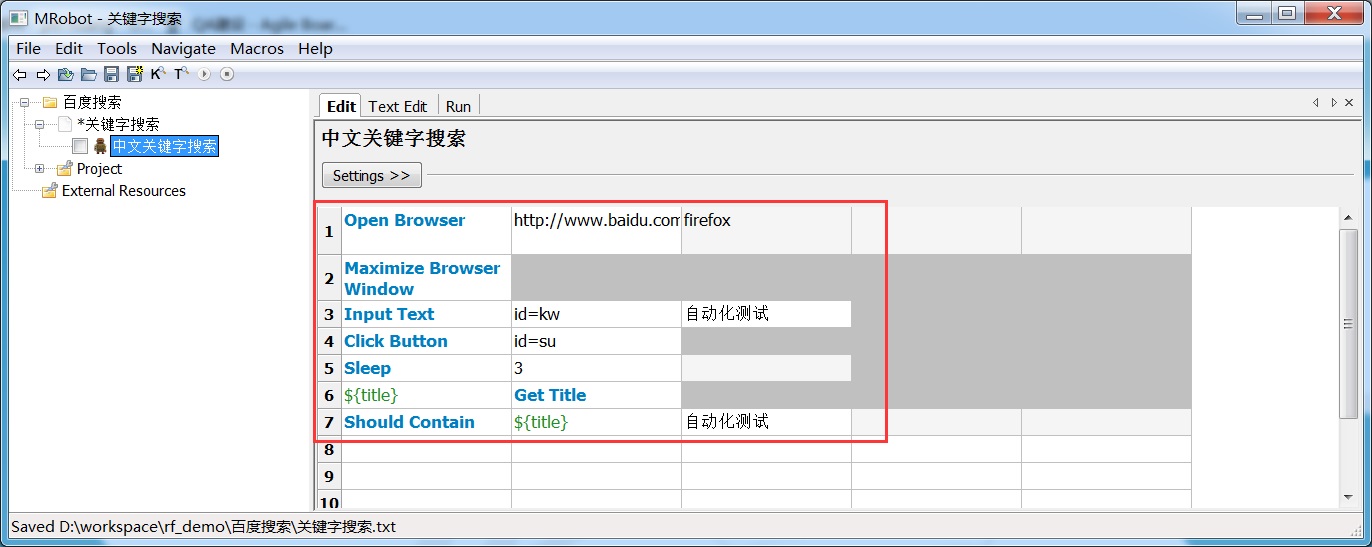 MRobot - 关键字搜索
File Edit Tools Navigate Macros Help
K T
百度搜索
*关键字搜索
中文关键字搜索
Project
External Resources
Edit Text Edit Run
中文关键字搜索
Settings >>
1 Open Browser http://www.baidu.com firefox
2 Maximize Browser
Window
3 Input Text id=kw 自动化测试
4 Click Button id=su
5 Sleep 3
6 ${title} Get Title
7 Should Contain ${title} 自动化测试
8
9
10
Saved D:\workspace\rf_demo\百度搜索\关键字搜索.txt